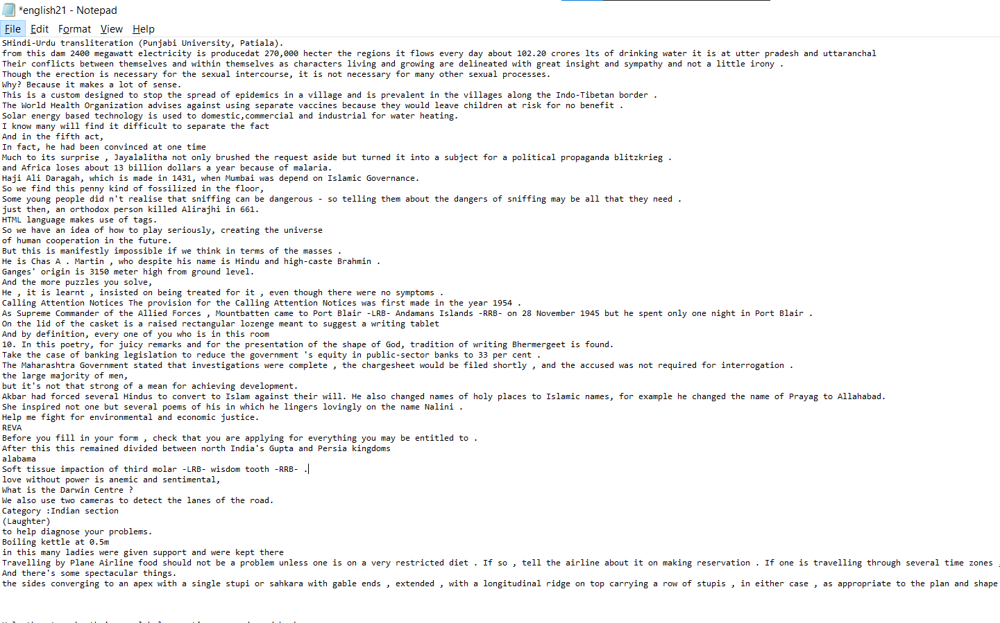 *english21 - Notepad
File Edit Format View Help
SHindi-Urdu transliteration (Punjabi University, Patiala).
from this dam 2400 megawatt electricity is producedat 270,000 hecter the regions it flows every day about 102.20 crores lts of drinking water it is at utter pradesh and uttaranchal
Their conflicts between themselves and within themselves as characters living and growing are delineated with great insight and sympathy and not a little irony .
Though the erection is necessary for the sexual intercourse, it is not necessary for many other sexual processes.
Why? Because it makes a lot of sense.
This is a custom designed to stop the spread of epidemics in a village and is prevalent in the villages along the Indo-Tibetan border .
The World Health Organization advises against using separate vaccines because they would leave children at risk for no benefit .
Solar energy based technology is used to domestic,commercial and industrial for water heating.
I know many will find it difficult to separate the fact
And in the fifth act,
In fact, he had been convinced at one time
Much to its surprise , Jayalalitha not only brushed the request aside but turned it into a subject for a political propaganda blitzkrieg .
and Africa loses about 13 billion dollars a year because of malaria.
Haji Ali Daragah, which is made in 1431, when Mumbai was depend on Islamic Governance.
So we find this penny kind of fossilized in the floor,
Some young people did n't realise that sniffing can be dangerous - so telling them about the dangers of sniffing may be all that they need .
just then, an orthodox person killed Alirajhi in 661.
HTML language makes use of tags.
So we have an idea of how to play seriously, creating the universe
of human cooperation in the future.
But this is manifestly impossible if we think in terms of the masses .
He is Chas A . Martin , who despite his name is Hindu and high-caste Brahmin .
Ganges' origin is 3150 meter high from ground level.
And the more puzzles you solve,
He , it is learnt , insisted on being treated for it , even though there were no symptoms .
Calling Attention Notices The provision for the Calling Attention Notices was first made in the year 1954 .
As Supreme Commander of the Allied Forces , Mountbatten came to Port Blair -LRB- Andamans Islands -RRB- on 28 November 1945 but he spent only one night in Port Blair .
On the lid of the casket is a raised rectangular lozenge meant to suggest a writing tablet
And by definition, every one of you who is in this room
10. In this poetry, for juicy remarks and for the presentation of the shape of God, tradition of writing Bhermergeet is found.
Take the case of banking legislation to reduce the government 's equity in public-sector banks to 33 per cent .
The Maharashtra Government stated that investigations were complete , the chargesheet would be filed shortly , and the accused was not required for interrogation .
the large majority of men,
but it's not that strong of a mean for achieving development.
Akbar had forced several Hindus to convert to Islam against their will. He also changed names of holy places to Islamic names, for example he changed the name of Prayag to Allahabad.
She inspired not one but several poems of his in which he lingers lovingly on the name Nalini .
Help me fight for environmental and economic justice.
REVA
Before you fill in your form , check that you are applying for everything you may be entitled to .
After this this remained divided between north India's Gupta and Persia kingdoms
alabama
Soft tissue impaction of third molar -LRB- wisdom tooth -RRB- .
love without power is anemic and sentimental,
What is the Darwin Centre ?
We also use two cameras to detect the lanes of the road.
Category :Indian section
(Laughter)
to help diagnose your problems.
Boiling kettle at 0.5m
in this many ladies were given support and were kept there
Travelling by Plane Airline food should not be a problem unless one is on a very restricted diet . If so , tell the airline about it on making reservation . If one is travelling through several time zones ,
And there's some spectacular things.
the sides converging to an apex with a single stupi or sahkara with gable ends , extended , with a longitudinal ridge on top carrying a row of stupis , in either case , as appropriate to the plan and shape